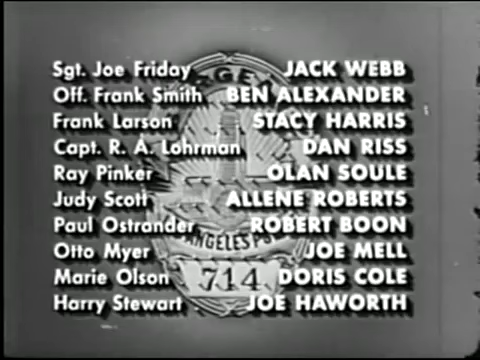 Sgt. Joe Friday JACK WEBB
Off. Frank Smith BEN ALEXANDER
Frank Larson STACY HARRIS
Capt. R. A. Lohrman DAN RISS
Ray Pinker OLAN SOULE
Judy Scott ALLENE ROBERTS
Paul Ostrander ROBERT BOON
Otto Myer JOE MELL
Marie Olson DORIS COLE
Harry Stewart JOE HAWORTH
714